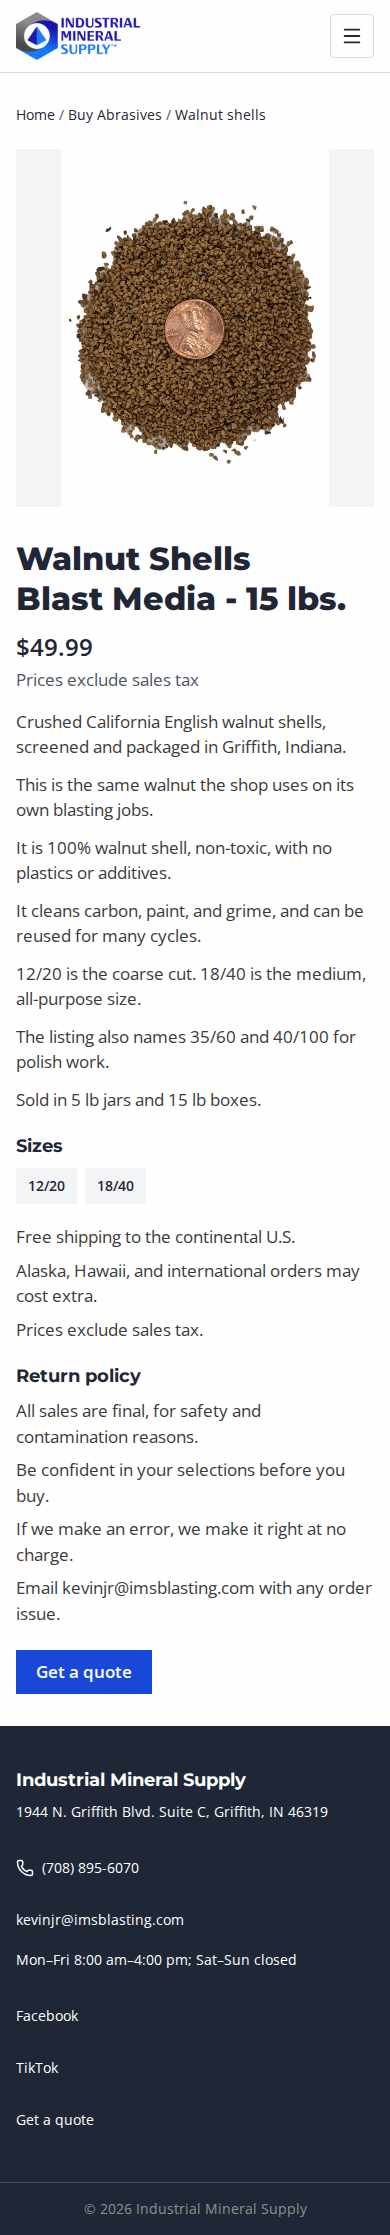 INDUSTRIAL
MINERAL
SUPPLY™
Home / Buy Abrasives / Walnut shells
Walnut Shells
Blast Media - 15 lbs.
$49.99
Prices exclude sales tax
Crushed California English walnut shells,
screened and packaged in Griffith, Indiana.
This is the same walnut the shop uses on its
own blasting jobs.
It is 100% walnut shell, non-toxic, with no
plastics or additives.
It cleans carbon, paint, and grime, and can be
reused for many cycles.
12/20 is the coarse cut. 18/40 is the medium,
all-purpose size.
The listing also names 35/60 and 40/100 for
polish work.
Sold in 5 lb jars and 15 lb boxes.
Sizes
12/20 18/40
Free shipping to the continental U.S.
Alaska, Hawaii, and international orders may
cost extra.
Prices exclude sales tax.
Return policy
All sales are final, for safety and
contamination reasons.
Be confident in your selections before you
buy.
If we make an error, we make it right at no
charge.
Email kevinjr@imsblasting.com with any order
issue.
Get a quote
Industrial Mineral Supply
1944 N. Griffith Blvd. Suite C, Griffith, IN 46319
(708) 895-6070
kevinjr@imsblasting.com
Mon–Fri 8:00 am–4:00 pm; Sat–Sun closed
Facebook
TikTok
Get a quote
© 2026 Industrial Mineral Supply